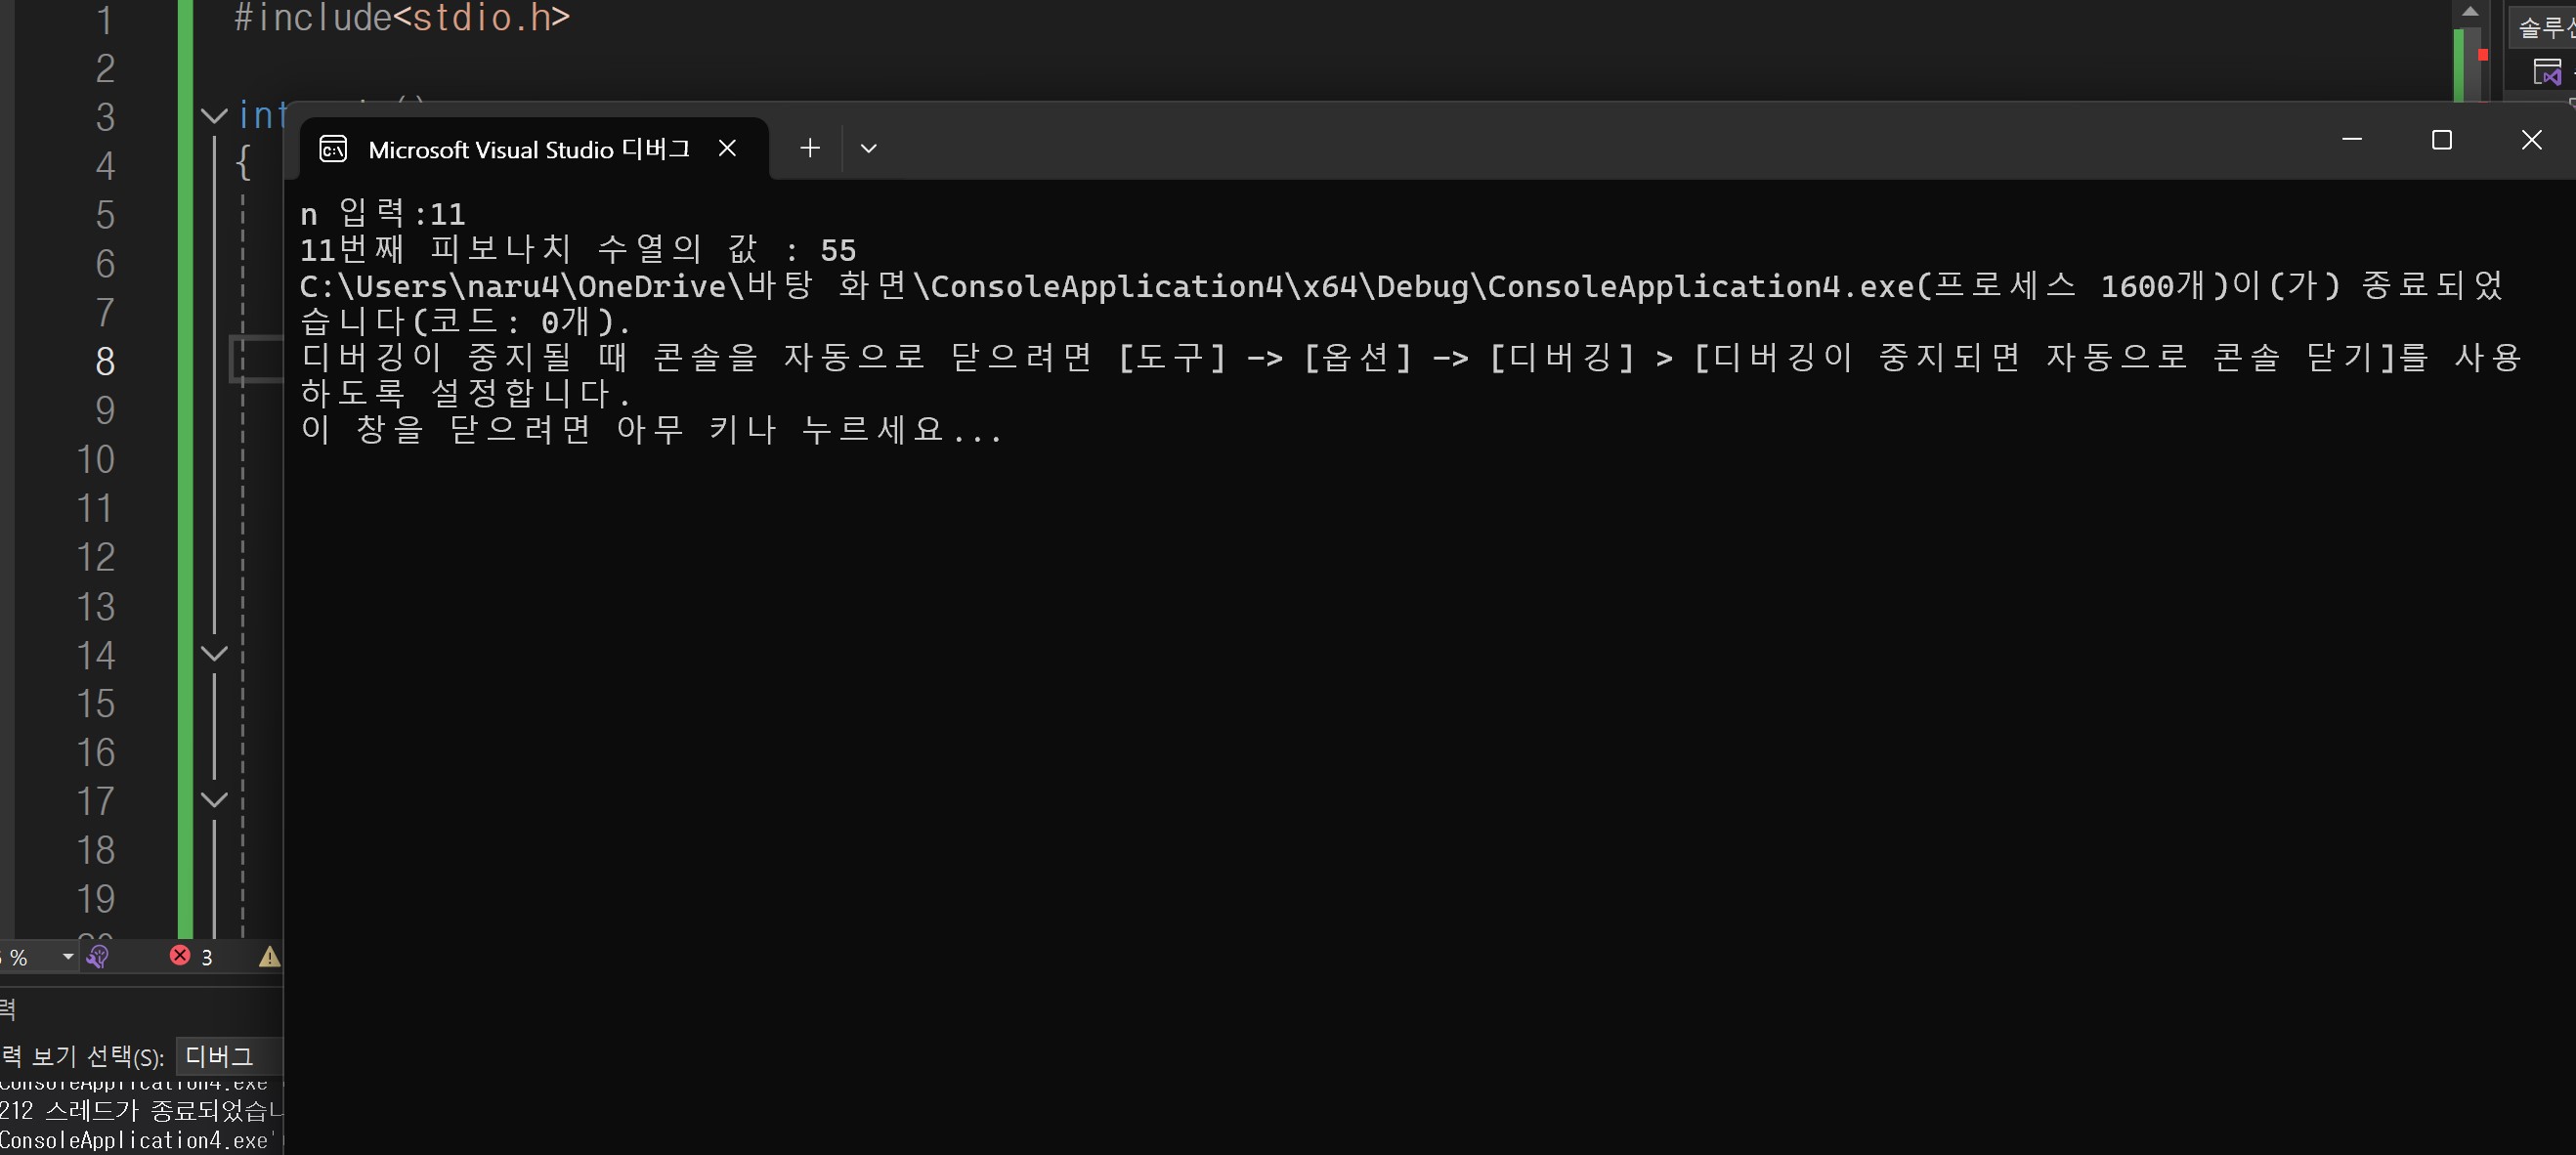 1 #include<stdio.h>
2
3 int
4 {
5
6
7
8
9
10
11
12
13
14
15
16
17
18
19
솔루션
Microsoft Visual Studio 디버그
n 입력:11
11번째 피보나치 수열의 값 : 55
C:\Users\naru4\OneDrive\바탕 화면\ConsoleApplication4\x64\Debug\ConsoleApplication4.exe(프로세스 1600개)이(가) 종료되었
습니다(코드: 0개).
디버깅이 중지될 때 콘솔을 자동으로 닫으려면 [도구] -> [옵션] -> [디버깅] > [디버깅이 중지되면 자동으로 콘솔 닫기]를 사용
하도록 설정합니다.
이 창을 닫으려면 아무 키나 누르세요...
% 3
력
력 보기 선택(S): 디버그
ConsoleApplication4.exe'
212 스레드가 종료되었습니
ConsoleApplication4.exe'